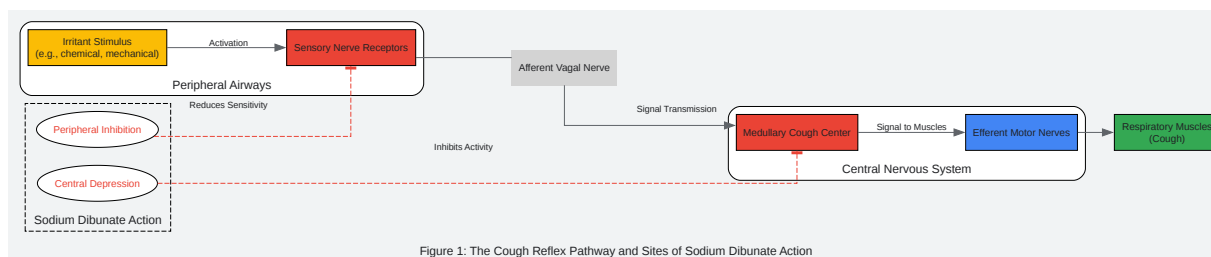 Irritant Stimulus
(e.g., chemical, mechanical)
Activation
Sensory Nerve Receptors
Peripheral Airways
Afferent Vagal Nerve
Reduces Sensitivity
Peripheral Inhibition
Signal Transmission
Medullary Cough Center
Signal to Muscles
Efferent Motor Nerves
Respiratory Muscles
(Cough)
Inhibits Activity
Central Nervous System
Central Depression
Sodium Dibunate Action
Figure 1: The Cough Reflex Pathway and Sites of Sodium Dibunate Action